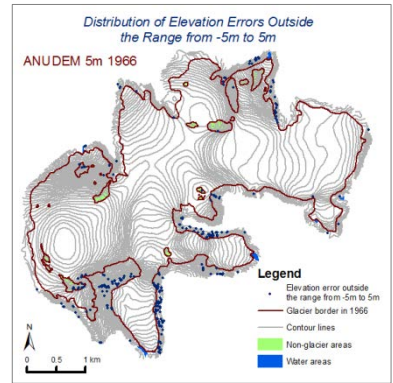 Distribution of Elevation Errors Outside
the Range from -5m to 5m
ANUDEM 5m 1966
Legend
Elevation error outside
the range from -5m to 5m
Glacier border in 1966
Contour lines
Non-glacier areas
Water areas
N
0 0.5 1 km